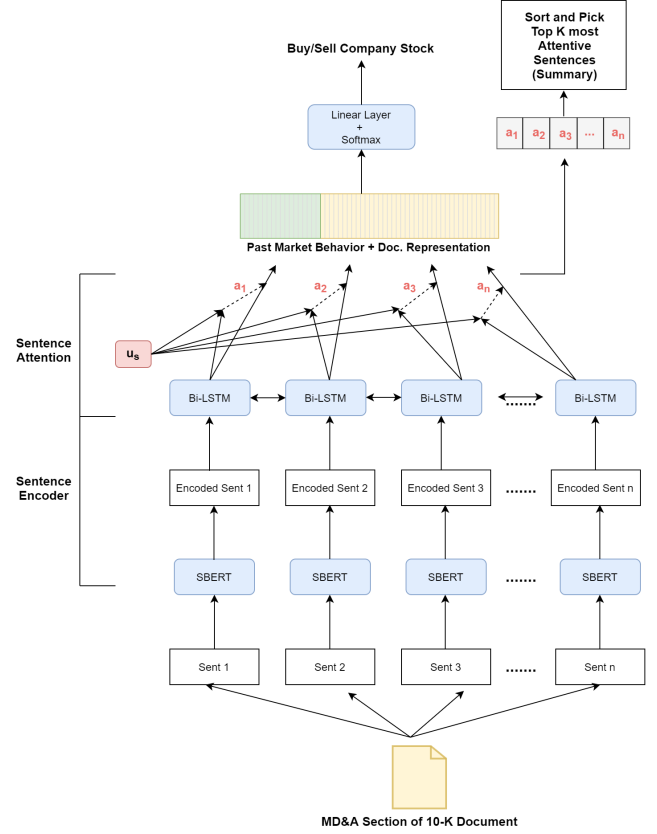 Sort and Pick
Top K most
Attentive
Sentences
(Summary)
Buy/Sell Company Stock
Linear Layer
+
Softmax
a1 a2 a3 ... an
Past Market Behavior + Doc. Representation
a1 a2 a3 an
Sentence
Attention
us
Bi-LSTM Bi-LSTM Bi-LSTM ....... Bi-LSTM
Sentence
Encoder
Encoded Sent 1 Encoded Sent 2 Encoded Sent 3 ....... Encoded Sent n
SBERT SBERT SBERT ....... SBERT
Sent 1 Sent 2 Sent 3 ....... Sent n
MD&A Section of 10-K Document